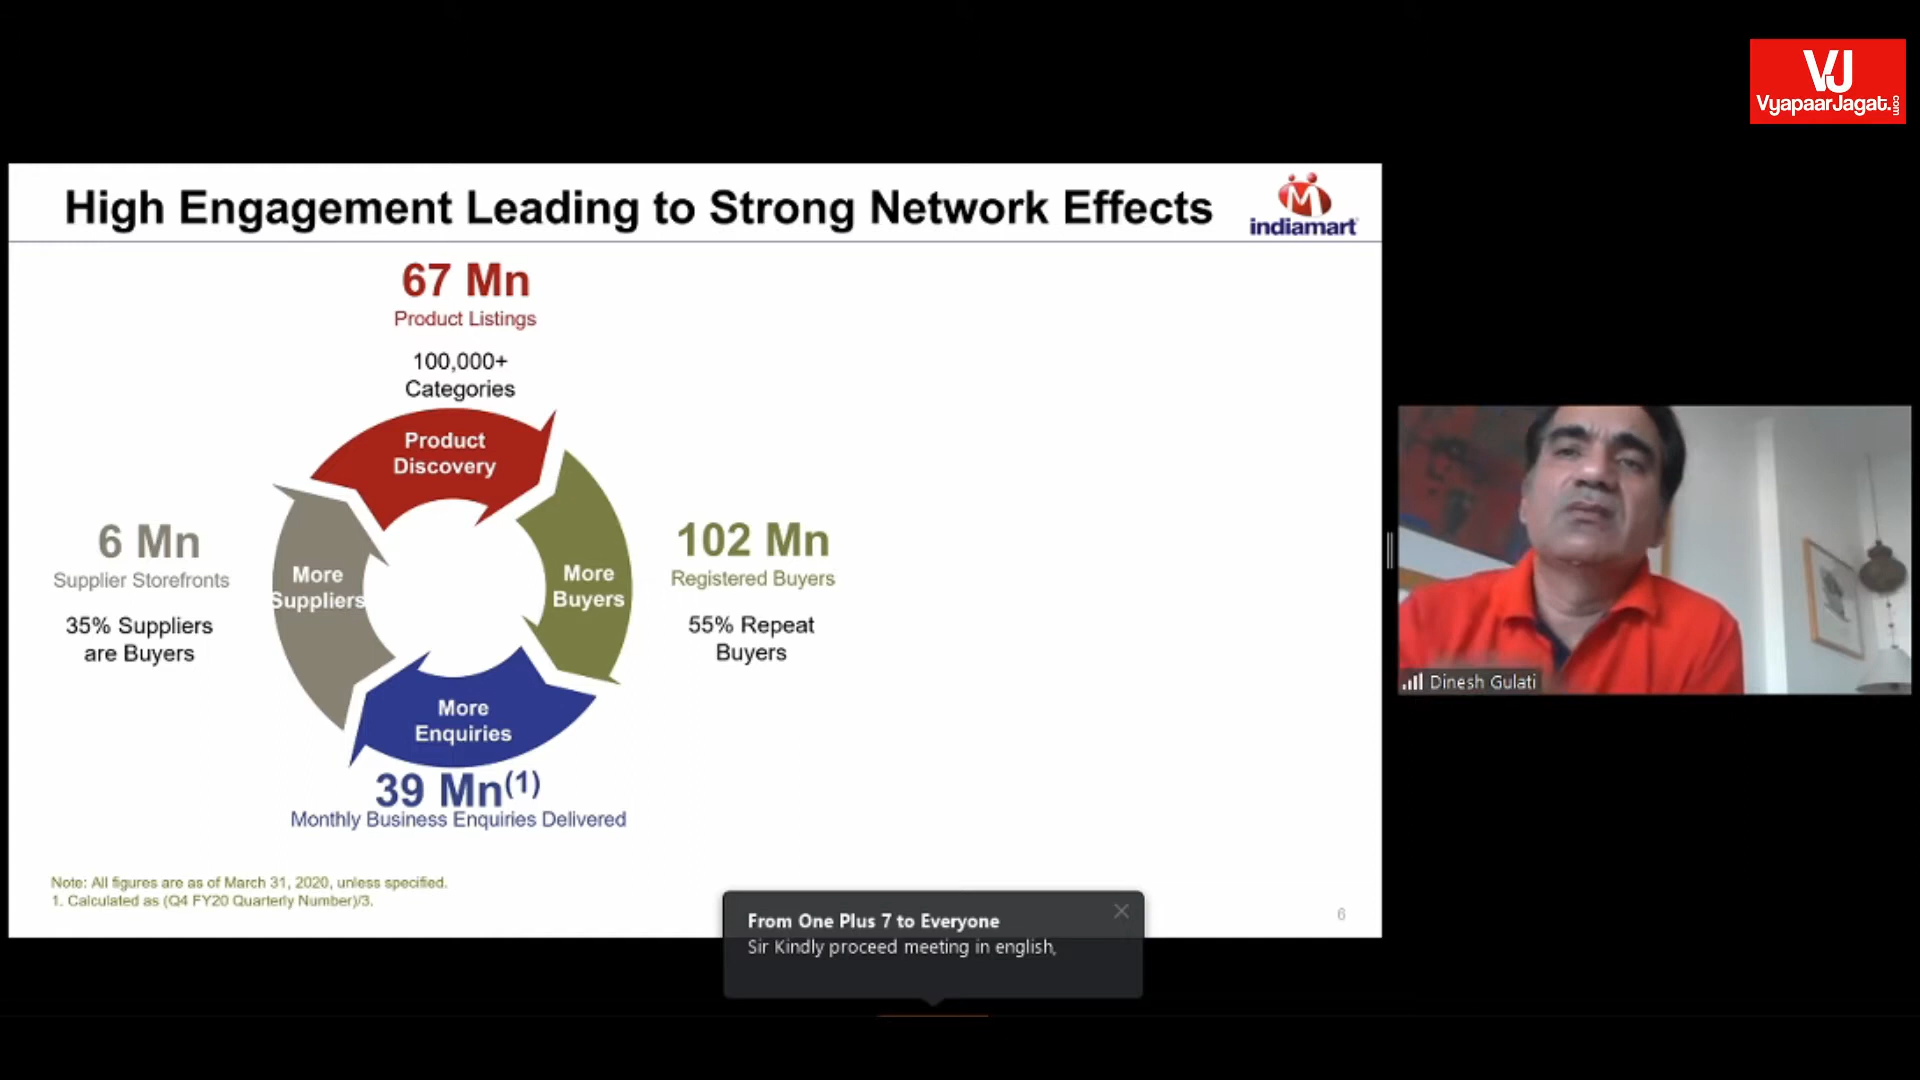 VJ
VyapaarJagat.com
High Engagement Leading to Strong Network Effects
indiamart
67 Mn
Product Listings
100,000+
Categories
Product
Discovery
6 Mn
Supplier Storefronts
35% Suppliers
are Buyers
More
Suppliers
More
Buyers
102 Mn
Registered Buyers
55% Repeat
Buyers
More
Enquiries
39 Mn(1)
Monthly Business Enquiries Delivered
Note: All figures are as of March 31, 2020, unless specified.
1. Calculated as (Q4 FY20 Quarterly Number)/3.
6
Dinesh Gulati
From One Plus 7 to Everyone
Sir Kindly proceed meeting in english,